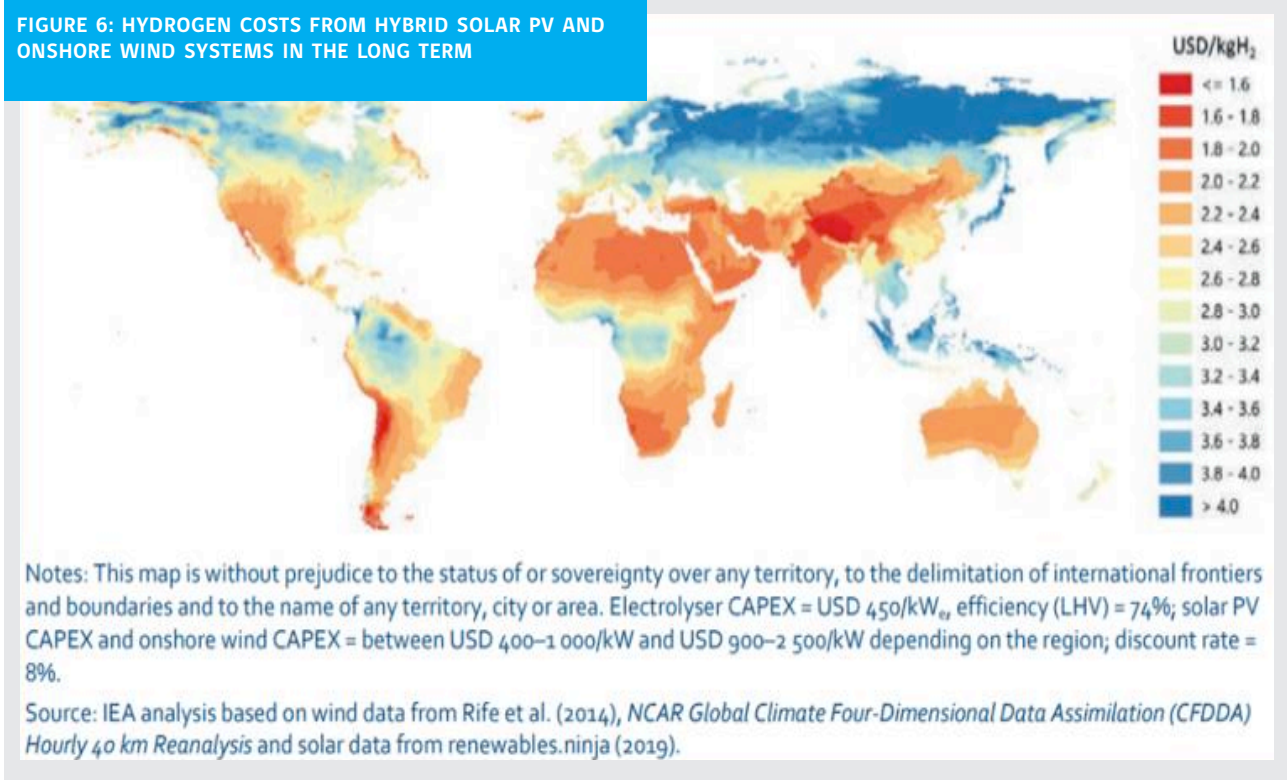 FIGURE 6: HYDROGEN COSTS FROM HYBRID SOLAR PV AND
ONSHORE WIND SYSTEMS IN THE LONG TERM
USD/kgH₂
<= 1.6
1.6 - 1.8
1.8 - 2.0
2.0 - 2.2
2.2 - 2.4
2.4 - 2.6
2.6 - 2.8
2.8 - 3.0
3.0 - 3.2
3.2 - 3.4
3.4 - 3.6
3.6 - 3.8
3.8 - 4.0
> 4.0
Notes: This map is without prejudice to the status of or sovereignty over any territory, to the delimitation of international frontiers
and boundaries and to the name of any territory, city or area. Electrolyser CAPEX = USD 450/kWₑ, efficiency (LHV) = 74%; solar PV
CAPEX and onshore wind CAPEX = between USD 400–1 000/kW and USD 900–2 500/kW depending on the region; discount rate =
8%.
Source: IEA analysis based on wind data from Rife et al. (2014), NCAR Global Climate Four-Dimensional Data Assimilation (CFDDA)
Hourly 40 km Reanalysis and solar data from renewables.ninja (2019).